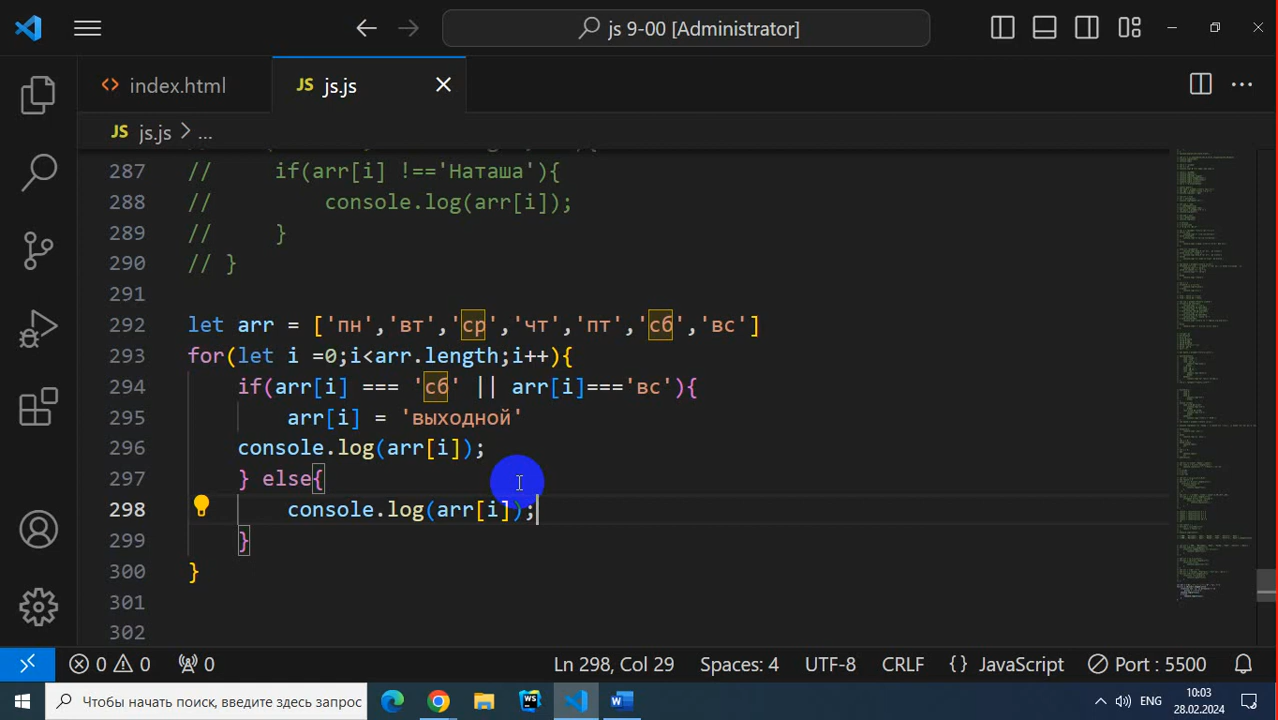 js 9-00 [Administrator]
index.html
JS js.js
JS js.js > ...
287 //     if(arr[i] !=='Наташа'){
288 //         console.log(arr[i]);
289 //     }
290 // }
291
292 let arr = ['пн','вт','ср','чт','пт','сб','вс']
293 for(let i =0;i<arr.length;i++){
294     if(arr[i] === 'сб' || arr[i]==='вс'){
295         arr[i] = 'выходной'
296     console.log(arr[i]);
297     } else{
298         console.log(arr[i]);
299     }
300 }
301
302
0 0 0 Ln 298, Col 29 Spaces: 4 UTF-8 CRLF {} JavaScript Port : 5500
Чтобы начать поиск, введите здесь запрос
WS
W
ENG
10:03
28.02.2024